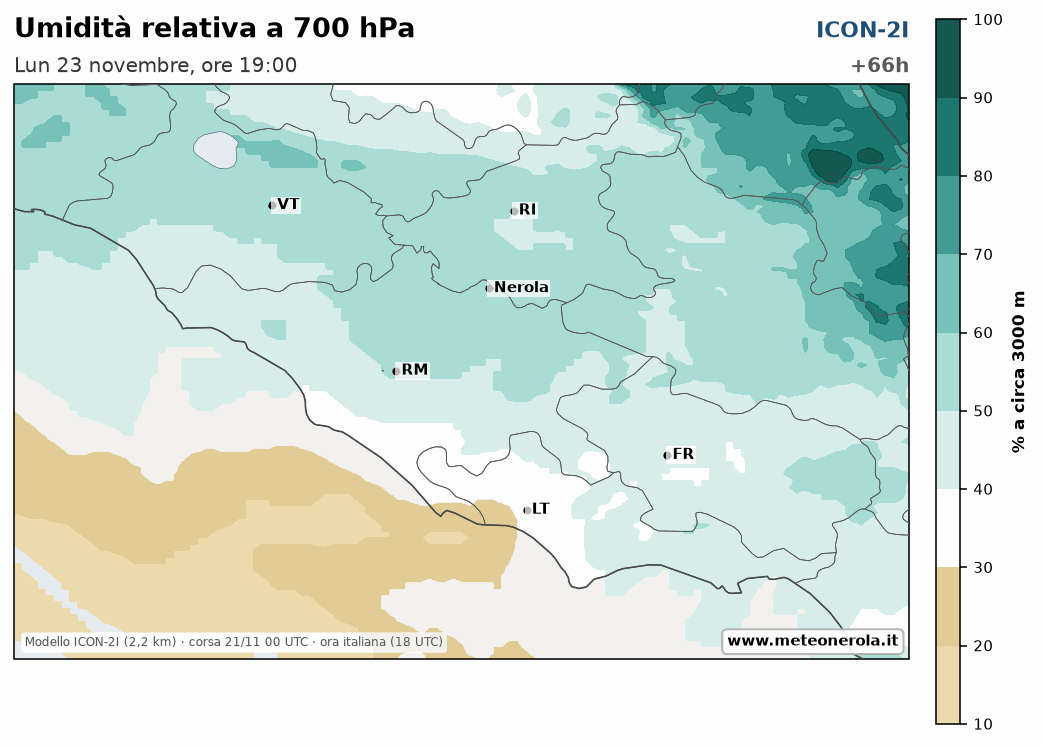 Umidità relativa a 700 hPa
ICON-2I
Lun 23 novembre, ore 19:00
+66h
100
90
80
70
60
50
40
30
20
10
% a circa 3000 m
VT
RI
Nerola
RM
FR
LT
Modello ICON-2I (2,2 km) · corsa 21/11 00 UTC · ora italiana (18 UTC)
www.meteonerola.it